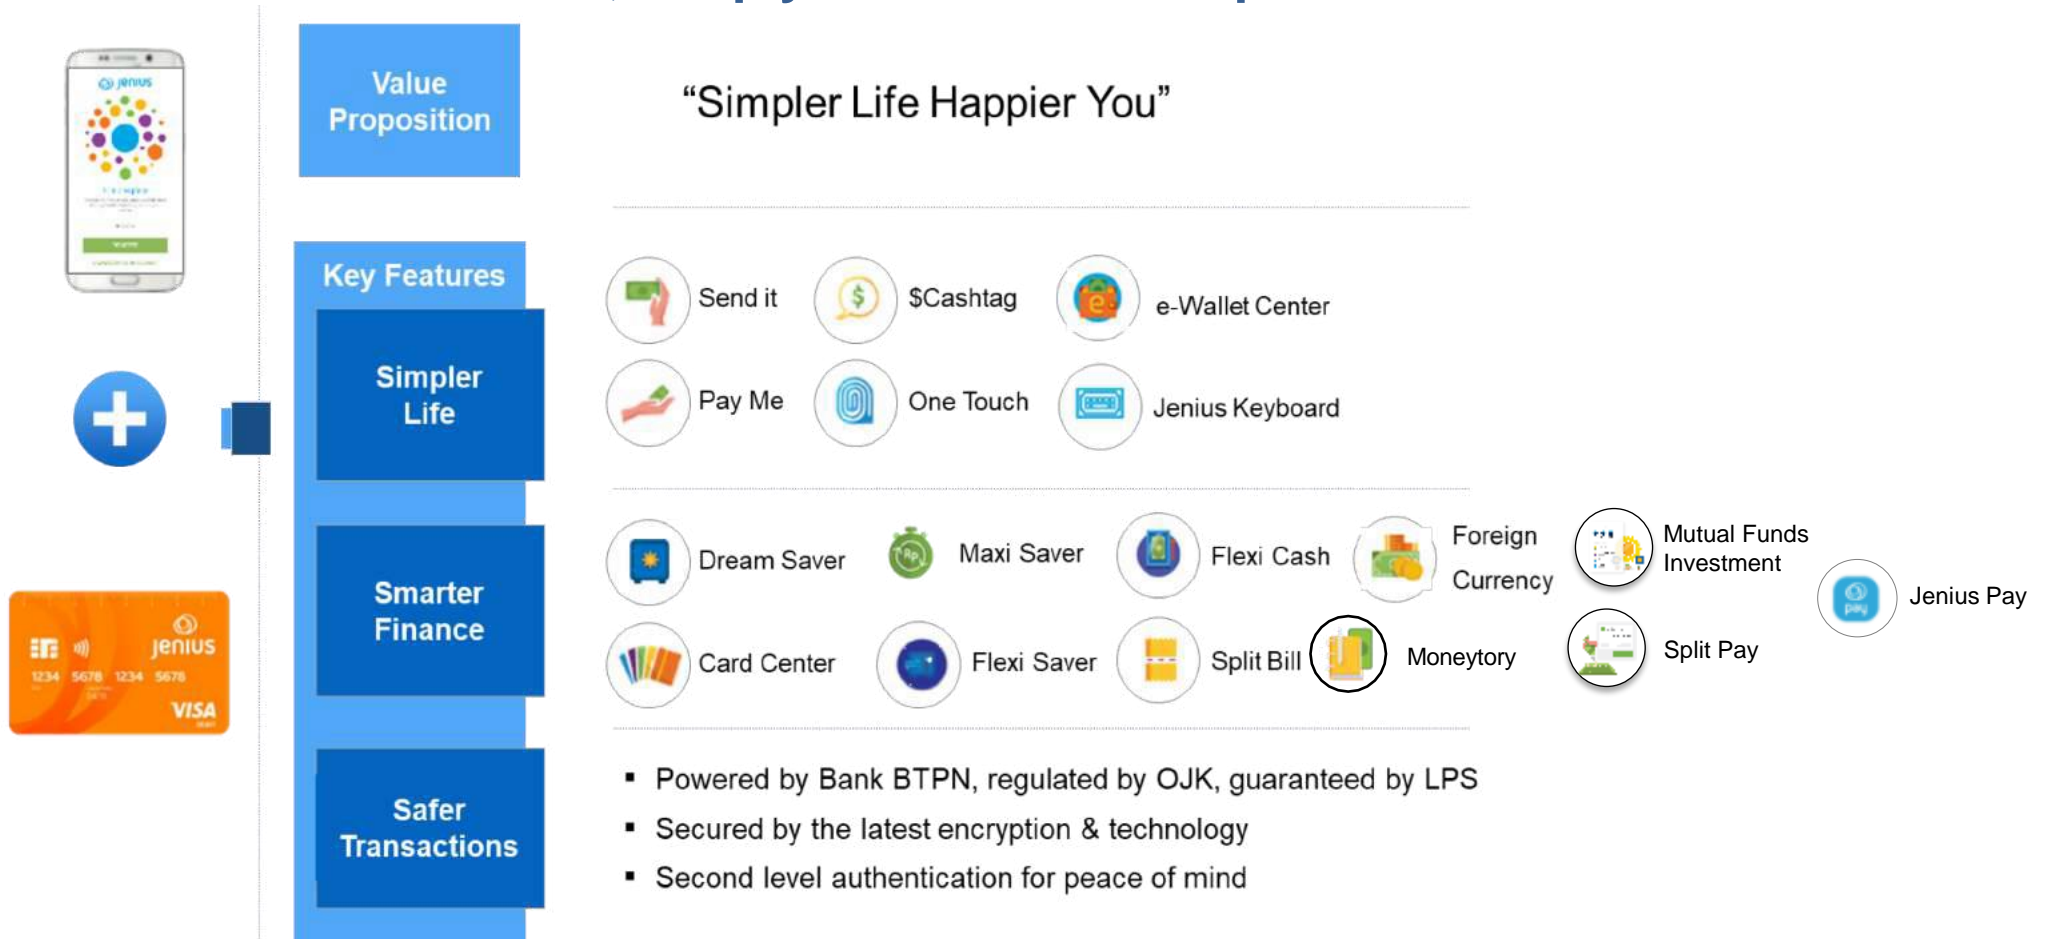 Value
Proposition
“Simpler Life Happier You”
jenius
Key Features
Simpler
Life
Send it
$Cashtag
e-Wallet Center
Pay Me
One Touch
Jenius Keyboard
Smarter
Finance
Dream Saver
Maxi Saver
Flexi Cash
Foreign
Currency
Mutual Funds
Investment
Jenius Pay
pay
Card Center
Flexi Saver
Split Bill
Moneytory
Split Pay
Rp
jenius
1234 5678 1234 5678
VISA
Safer
Transactions
▪ Powered by Bank BTPN, regulated by OJK, guaranteed by LPS
▪ Secured by the latest encryption & technology
▪ Second level authentication for peace of mind